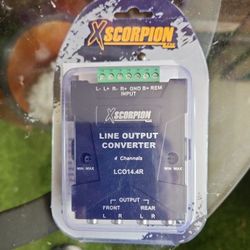 XSCORPION
L- L+ R- R+ GND B+ REM
INPUT
XSCORPION
LINE OUTPUT
CONVERTER
4 Channels
LCO14.4R
MIN MAX
MIN MAX
OUTPUT
FRONT REAR
L R L R